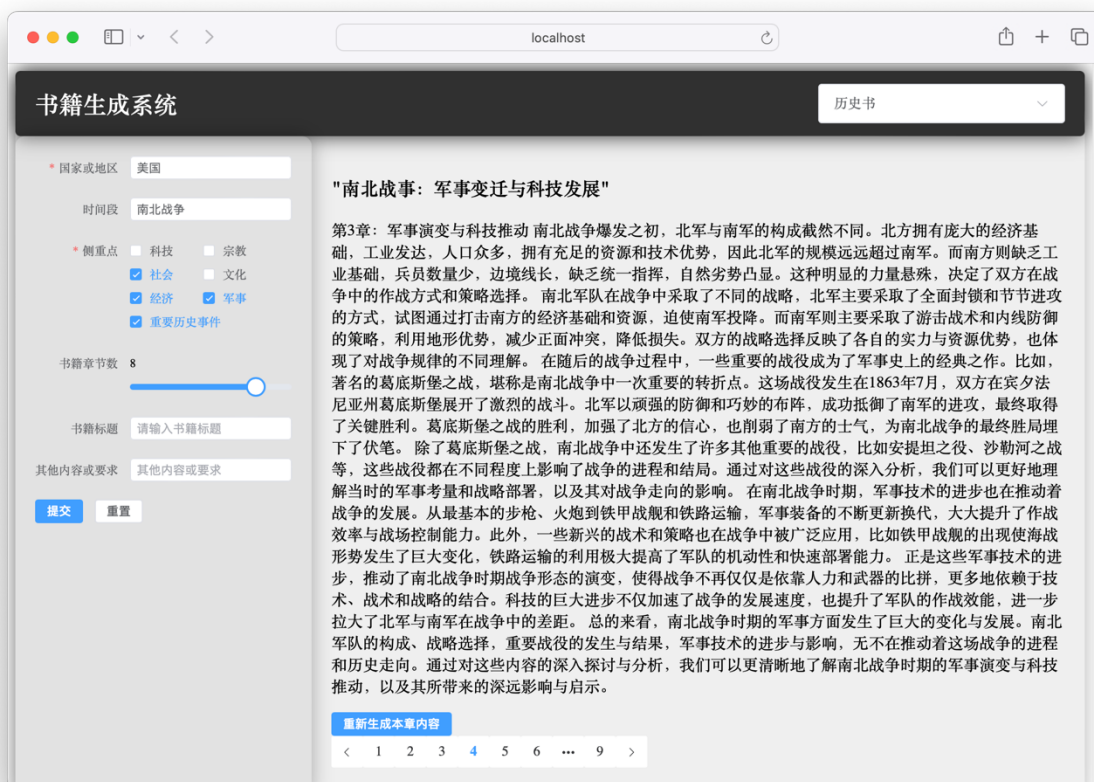 localhost
书籍生成系统
历史书
* 国家或地区 美国
时间段 南北战争
* 侧重点 科技 宗教
社会 文化
经济 军事
重要历史事件
书籍章节数 8
书籍标题 请输入书籍标题
其他内容或要求 其他内容或要求
提交 重置
"南北战事：军事变迁与科技发展"
第3章：军事演变与科技推动 南北战争爆发之初，北军与南军的构成截然不同。北方拥有庞大的经济基
础，工业发达，人口众多，拥有充足的资源和技术优势，因此北军的规模远远超过南军。而南方则缺乏工
业基础，兵员数量少，边境线长，缺乏统一指挥，自然劣势凸显。这种明显的力量悬殊，决定了双方在战
争中的作战方式和策略选择。 南北军队在战争中采取了不同的战略，北军主要采取了全面封锁和节节进攻
的方式，试图通过打击南方的经济基础和资源，迫使南军投降。而南军则主要采取了游击战术和内线防御
的策略，利用地形优势，减少正面冲突，降低损失。双方的战略选择反映了各自的实力与资源优势，也体
现了对战争规律的不同理解。 在随后的战争过程中，一些重要的战役成为了军事史上的经典之作。比如，
著名的葛底斯堡之战，堪称是南北战争中一次重要的转折点。这场战役发生在1863年7月，双方在宾夕法
尼亚州葛底斯堡展开了激烈的战斗。北军以顽强的防御和巧妙的布阵，成功抵御了南军的进攻，最终取得
了关键胜利。葛底斯堡之战的胜利，加强了北方的信心，也削弱了南方的士气，为南北战争的最终胜局埋
下了伏笔。 除了葛底斯堡之战，南北战争中还发生了许多其他重要的战役，比如安提坦之役、沙勒河之战
等，这些战役都在不同程度上影响了战争的进程和结局。通过对这些战役的深入分析，我们可以更好地理
解当时的军事考量和战略部署，以及其对战争走向的影响。 在南北战争时期，军事技术的进步也在推动着
战争的发展。从最基本的步枪、火炮到铁甲战舰和铁路运输，军事装备的不断更新换代，大大提升了作战
效率与战场控制能力。此外，一些新兴的战术和策略也在战争中被广泛应用，比如铁甲战舰的出现使海战
形势发生了巨大变化，铁路运输的利用极大提高了军队的机动性和快速部署能力。 正是这些军事技术的进
步，推动了南北战争时期战争形态的演变，使得战争不再仅仅是依靠人力和武器的比拼，更多地依赖于技
术、战术和战略的结合。科技的巨大进步不仅加速了战争的发展速度，也提升了军队的作战效能，进一步
拉大了北军与南军在战争中的差距。 总的来看，南北战争时期的军事方面发生了巨大的变化与发展。南北
军队的构成、战略选择，重要战役的发生与结果，军事技术的进步与影响，无不在推动着这场战争的进程
和历史走向。通过对这些内容的深入探讨与分析，我们可以更清晰地了解南北战争时期的军事演变与科技
推动，以及其所带来的深远影响与启示。
重新生成本章内容
1 2 3 4 5 6 ••• 9